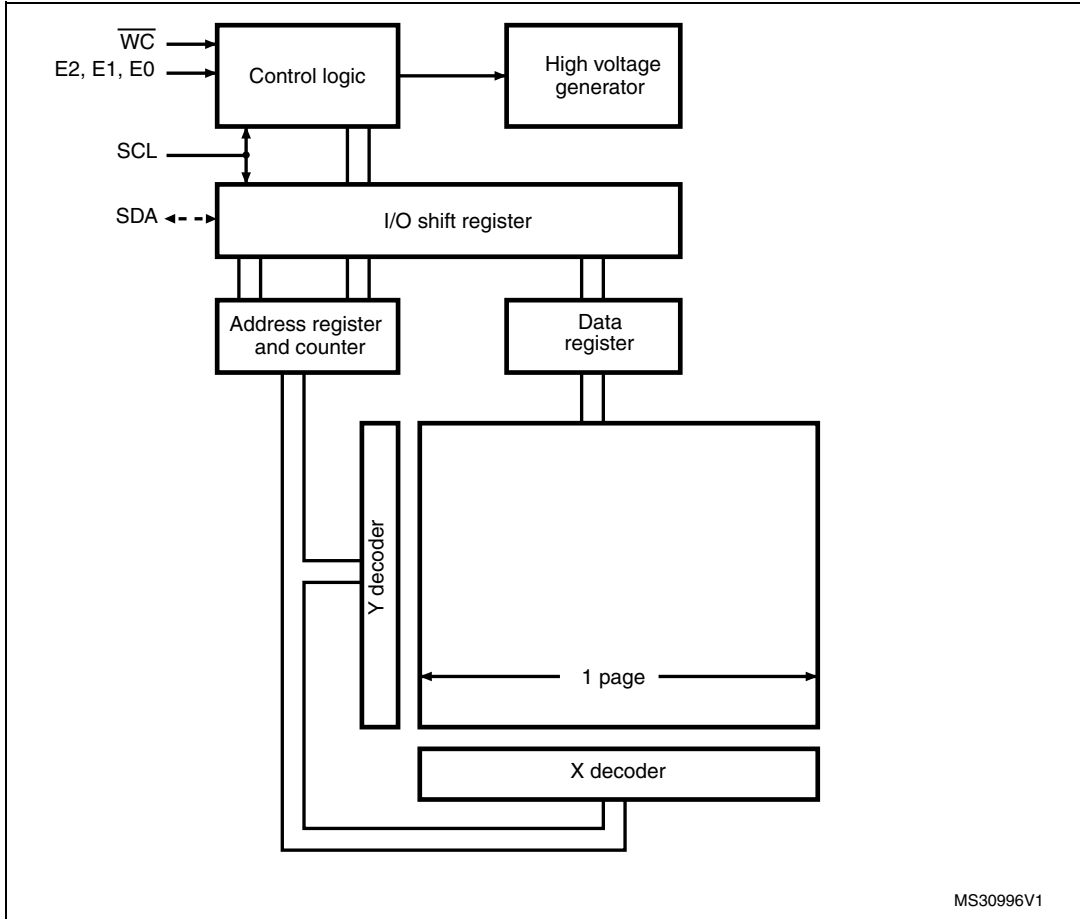 W̅C̅
E2, E1, E0
Control logic
High voltage
generator
SCL
SDA
I/O shift register
Address register
and counter
Data
register
Y decoder
1 page
X decoder
MS30996V1